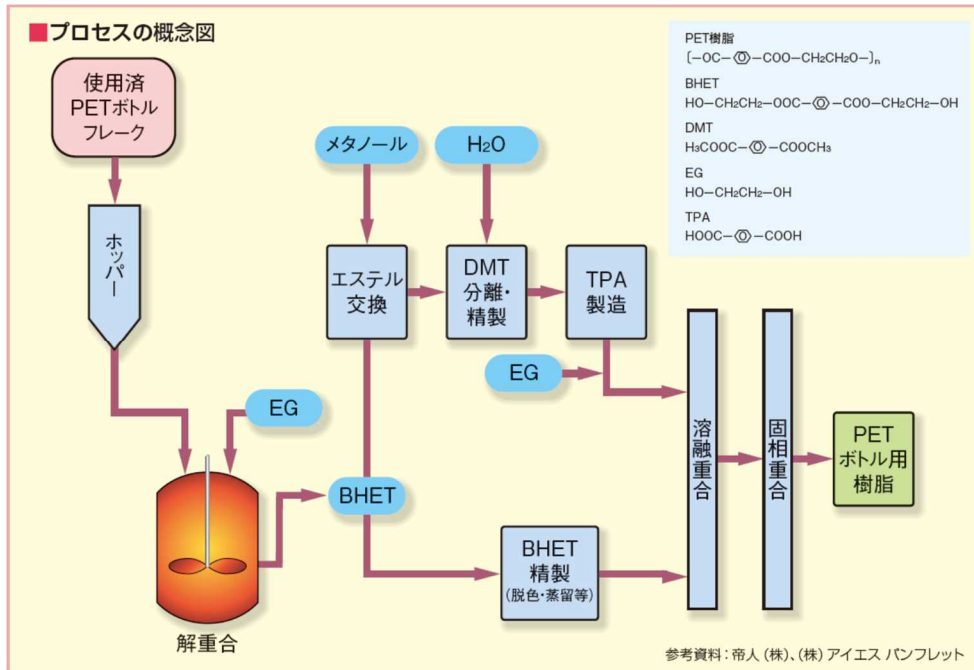 ■プロセスの概念図
使用済
PETボトル
フレーク
ホッパー
EG
解重合
BHET
メタノール
H₂O
エステル
交換
DMT
分離・
精製
TPA
製造
EG
BHET
精製
(脱色・蒸留等)
溶融重合
固相重合
PET
ボトル用
樹脂
PET樹脂
〔-OC-⌬-COO-CH₂CH₂O-〕n
BHET
HO-CH₂CH₂-OOC-⌬-COO-CH₂CH₂-OH
DMT
H₃COOC-⌬-COOCH₃
EG
HO-CH₂CH₂-OH
TPA
HOOC-⌬-COOH
参考資料:帝人(株)、(株)アイエス パンフレット